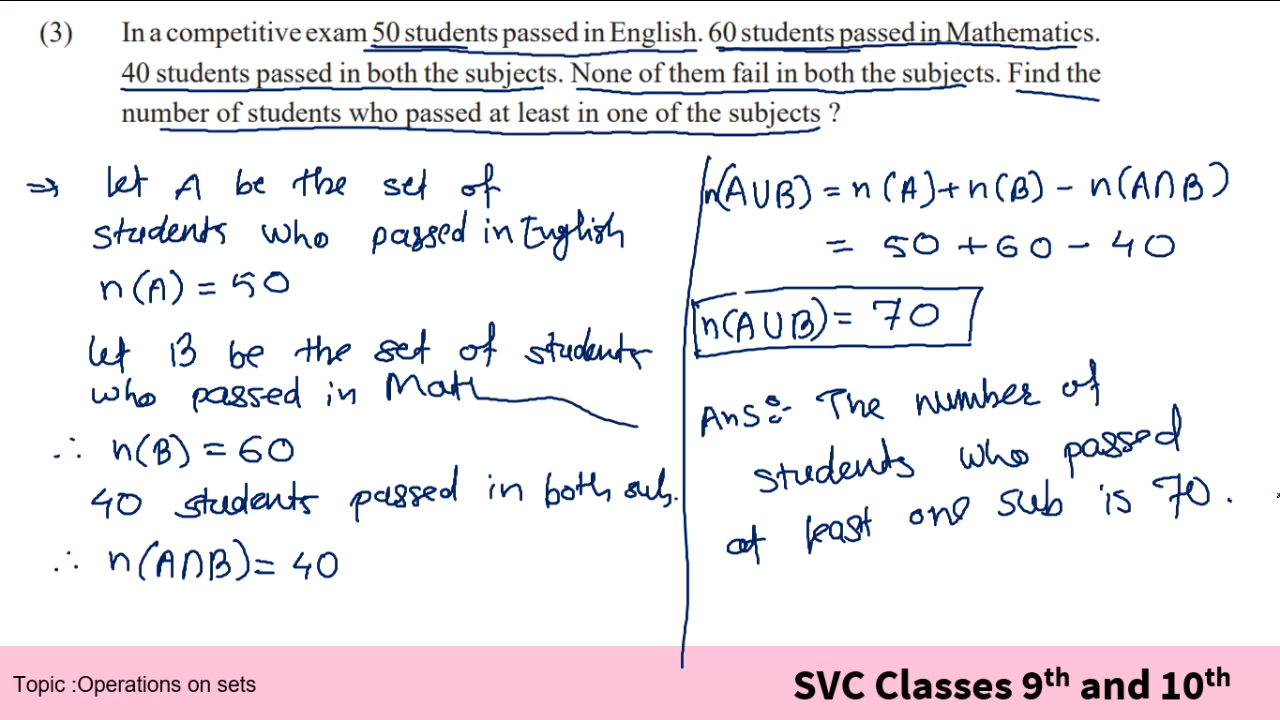 (3) In a competitive exam 50 students passed in English. 60 students passed in Mathematics.
40 students passed in both the subjects. None of them fail in both the subjects. Find the
number of students who passed at least in one of the subjects ?
⇒ Let A be the set of
students who passed in English
n(A) = 50
Let B be the set of students
who passed in Math
∴ n(B) = 60
40 students passed in both sub.
∴ n(A∩B) = 40
n(A∪B) = n(A) + n(B) - n(A∩B)
= 50 + 60 - 40
n(A∪B) = 70
Ans:- The number of
students who passed
at least one sub is 70.
Topic :Operations on sets
SVC Classes 9th and 10th